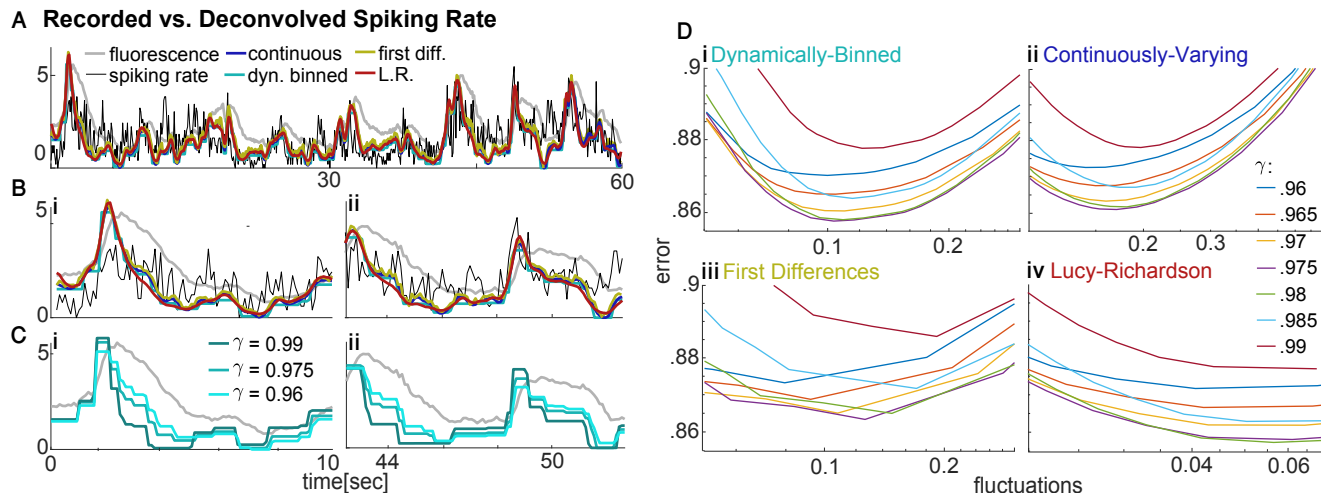 A Recorded vs. Deconvolved Spiking Rate
fluorescence continuous first diff.
spiking rate dyn. binned L.R.
5
0
30 60
B i ii
5
0
C i ii
γ = 0.99
γ = 0.975
γ = 0.96
5
0
0 10 44 50
time[sec]
D
i Dynamically-Binned ii Continuously-Varying
.9
.88
.86
0.1 0.2 0.2 0.3
γ:
.96
.965
.97
.975
.98
.985
.99
error
iii First Differences iv Lucy-Richardson
.9
.88
.86
0.1 0.2 0.04 0.06
fluctuations